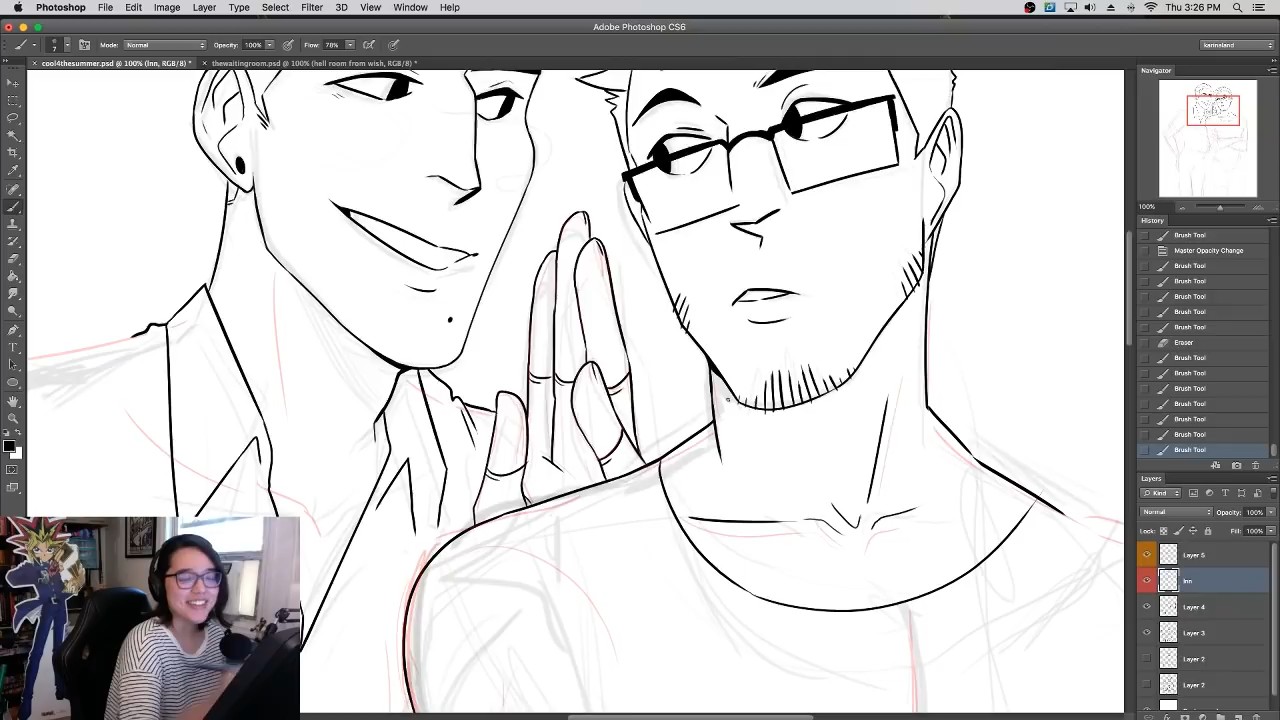 Photoshop File Edit Image Layer Type Select Filter 3D View Window Help
Thu 3:26 PM
Adobe Photoshop CS6
Mode: Normal Opacity: 100% Flow: 78%
karinsland
cool4thesummer.psd @ 100% (lnn, RGB/8) *
thewaitingroom.psd @ 100% (hell room from wish, RGB/8) *
Navigator
100%
History
Brush Tool
Master Opacity Change
Brush Tool
Brush Tool
Brush Tool
Brush Tool
Brush Tool
Eraser
Brush Tool
Brush Tool
Brush Tool
Brush Tool
Brush Tool
Brush Tool
Brush Tool
Layers
Kind
Normal Opacity: 100%
Lock: Fill: 100%
Layer 5
lnn
Layer 4
Layer 3
Layer 2
Layer 2